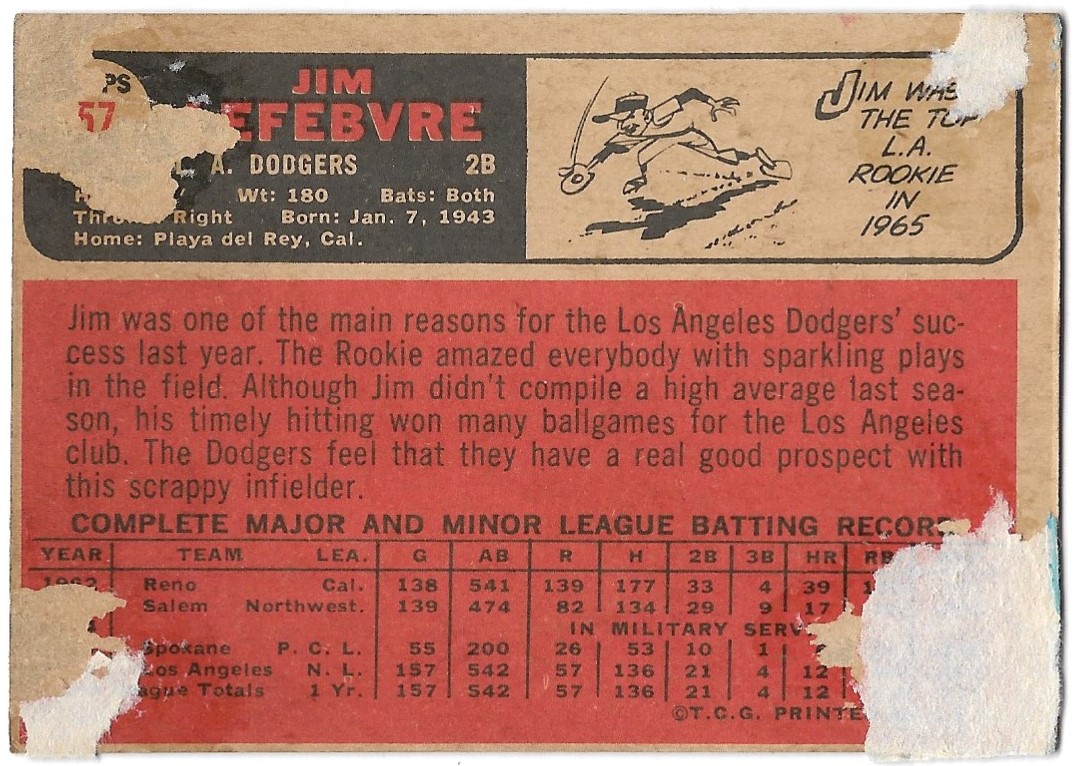 JIM
57 EFEBVRE
A. DODGERS 2B
Wt: 180 Bats: Both
Right Born: Jan. 7, 1943
Home: Playa del Rey, Cal.
JIM WAS
THE TOP
L.A.
ROOKIE
IN
1965
Jim was one of the main reasons for the Los Angeles Dodgers' suc-
cess last year. The Rookie amazed everybody with sparkling plays
in the field. Although Jim didn't compile a high average last sea-
son, his timely hitting won many ballgames for the Los Angeles
club. The Dodgers feel that they have a real good prospect with
this scrappy infielder.
COMPLETE MAJOR AND MINOR LEAGUE BATTING RECORD
YEAR TEAM LEA. G AB R H 2B 3B HR RB
1962 Reno Cal. 138 541 139 177 33 4 39
Salem Northwest. 139 474 82 134 29 9 17
IN MILITARY SERV
Spokane P. C. L. 55 200 26 53 10 1
Los Angeles N. L. 157 542 57 136 21 4 12
ague Totals 1 Yr. 157 542 57 136 21 4 12
©T.C.G. PRINTE